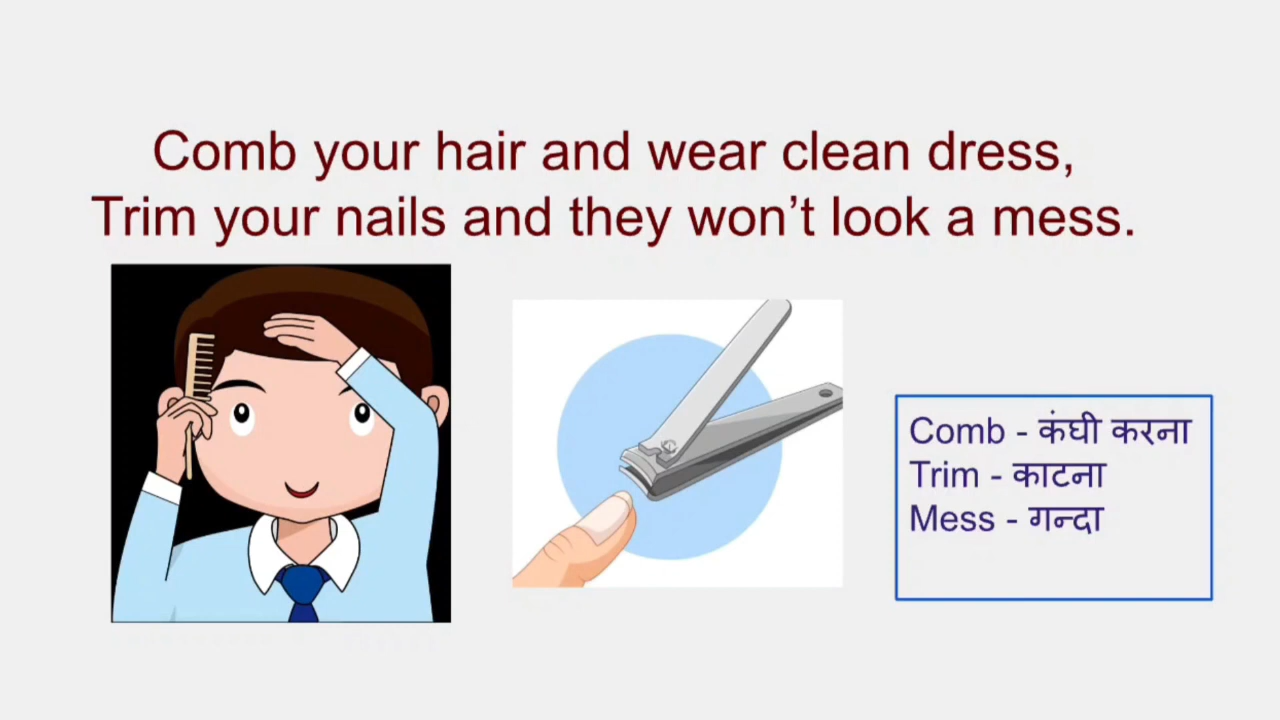 Comb your hair and wear clean dress,
Trim your nails and they won’t look a mess.
Comb - कंघी करना
Trim - काटना
Mess - गन्दा